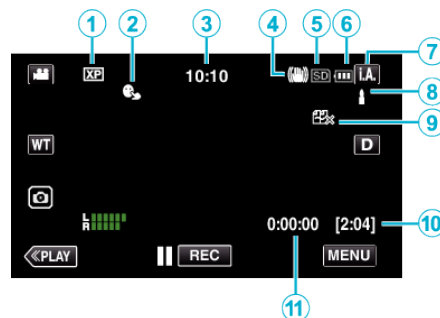 1 2 3 4 5 6 7
XP 10:10 SD i.A.
8
9
WT D
L
R
0:00:00 [2:04] 10
≪PLAY REC MENU
11